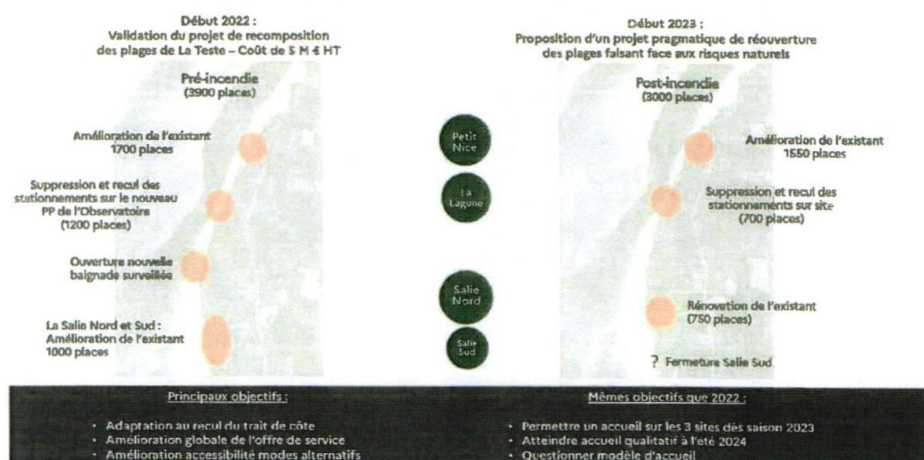 Début 2022 :
Validation du projet de recomposition
des plages de La Teste – Coût de 5 M € HT
Pré-incendie
(3900 places)
Amélioration de l'existant
1700 places
Suppression et recul des
stationnements sur le nouveau
PP de l'Observatoire
(1200 places)
Ouverture nouvelle
baignade surveillée
La Salie Nord et Sud :
Amélioration de l'existant
1000 places
Petit
Nice
La
Lagune
Salie
Nord
Salie
Sud
Début 2023 :
Proposition d'un projet pragmatique de réouverture
des plages faisant face aux risques naturels
Post-incendie
(3000 places)
Amélioration de l'existant
1550 places
Suppression et recul des
stationnements sur site
(700 places)
Rénovation de l'existant
(750 places)
? Fermeture Salie Sud
Principaux objectifs :
• Adaptation au recul du trait de côte
• Amélioration globale de l'offre de service
• Amélioration accessibilité modes alternatifs
Mêmes objectifs que 2022 :
• Permettre un accueil sur les 3 sites dès saison 2023
• Atteindre accueil qualitatif à l'été 2024
• Questionner modèle d'accueil